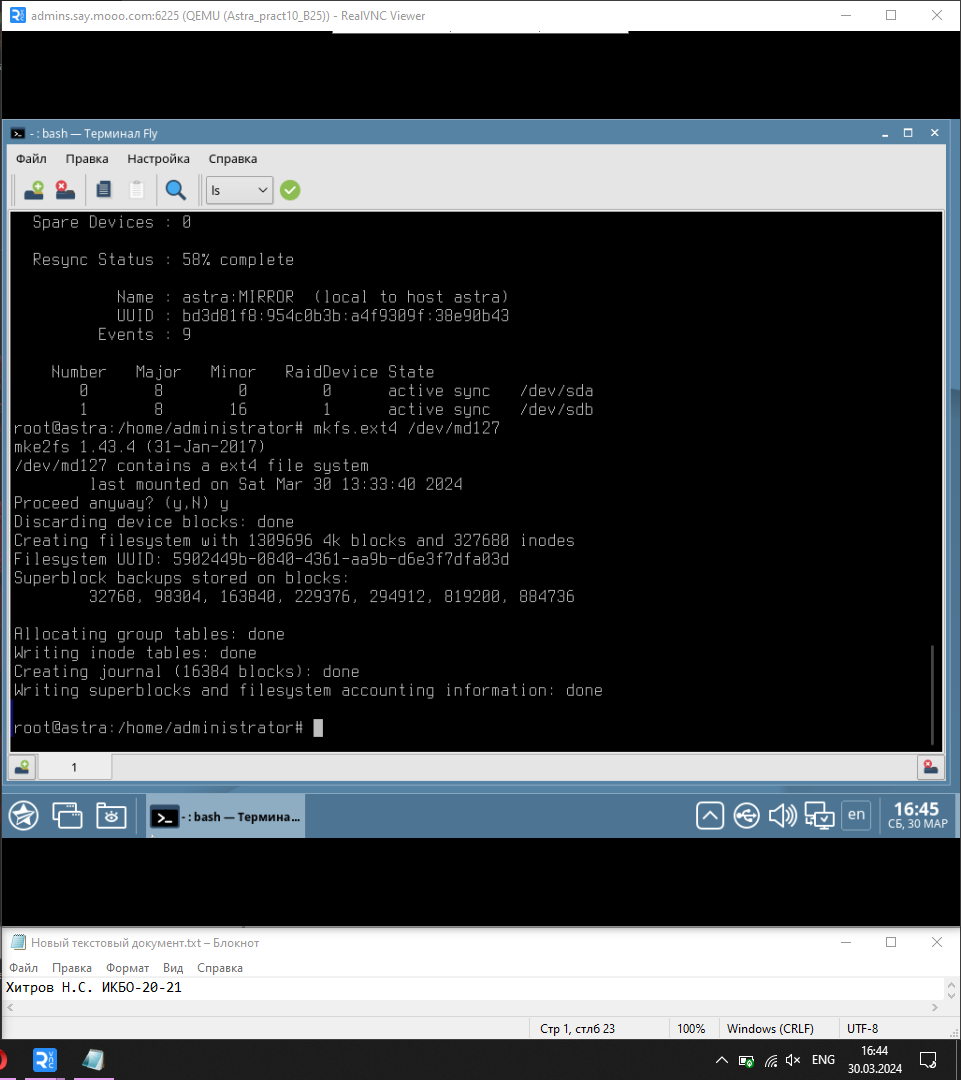 admins.say.mooo.com:6225 (QEMU (Astra_pract10_B25)) - RealVNC Viewer
- : bash — Терминал Fly
Файл Правка Настройка Справка
ls
Spare Devices : 0
Resync Status : 58% complete
Name : astra:MIRROR (local to host astra)
UUID : bd3d81f8:954c0b3b:a4f9309f:38e90b43
Events : 9
Number Major Minor RaidDevice State
0 8 0 0 active sync /dev/sda
1 8 16 1 active sync /dev/sdb
root@astra:/home/administrator# mkfs.ext4 /dev/md127
mke2fs 1.43.4 (31-Jan-2017)
/dev/md127 contains a ext4 file system
last mounted on Sat Mar 30 13:33:40 2024
Proceed anyway? (y,N) y
Discarding device blocks: done
Creating filesystem with 1309696 4k blocks and 327680 inodes
Filesystem UUID: 5902449b-0840-4361-aa9b-d6e3f7dfa03d
Superblock backups stored on blocks:
32768, 98304, 163840, 229376, 294912, 819200, 884736
Allocating group tables: done
Writing inode tables: done
Creating journal (16384 blocks): done
Writing superblocks and filesystem accounting information: done
root@astra:/home/administrator#
1
- : bash — Термина...
en
16:45
СБ, 30 МАР
Новый текстовый документ.txt – Блокнот
Файл Правка Формат Вид Справка
Хитров Н.С. ИКБО-20-21
Стр 1, стлб 23 100% Windows (CRLF) UTF-8
VNC
ENG
16:44
30.03.2024